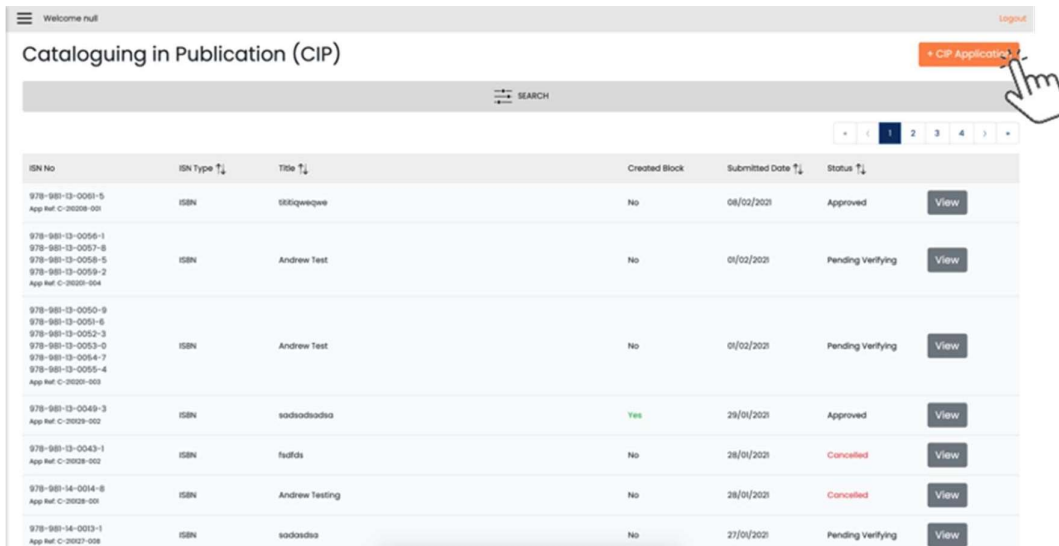 Welcome null
Logout
Cataloguing in Publication (CIP)
+ CIP Application
SEARCH
« ‹ 1 2 3 4 › »
ISN No ISN Type Title Created Block Submitted Date Status
978-981-13-0061-5
App Ref: C-210208-001
ISBN tititiqweqwe No 08/02/2021 Approved View
978-981-13-0056-1
978-981-13-0057-8
978-981-13-0058-5
978-981-13-0059-2
App Ref: C-210201-004
ISBN Andrew Test No 01/02/2021 Pending Verifying View
978-981-13-0050-9
978-981-13-0051-6
978-981-13-0052-3
978-981-13-0053-0
978-981-13-0054-7
978-981-13-0055-4
App Ref: C-210201-003
ISBN Andrew Test No 01/02/2021 Pending Verifying View
978-981-13-0049-3
App Ref: C-210129-002
ISBN sadsadsadsa Yes 29/01/2021 Approved View
978-981-13-0043-1
App Ref: C-210128-002
ISBN fsdfds No 28/01/2021 Cancelled View
978-981-14-0014-8
App Ref: C-210128-001
ISBN Andrew Testing No 28/01/2021 Cancelled View
978-981-14-0013-1
App Ref: C-210127-008
ISBN sadasdsa No 27/01/2021 Pending Verifying View